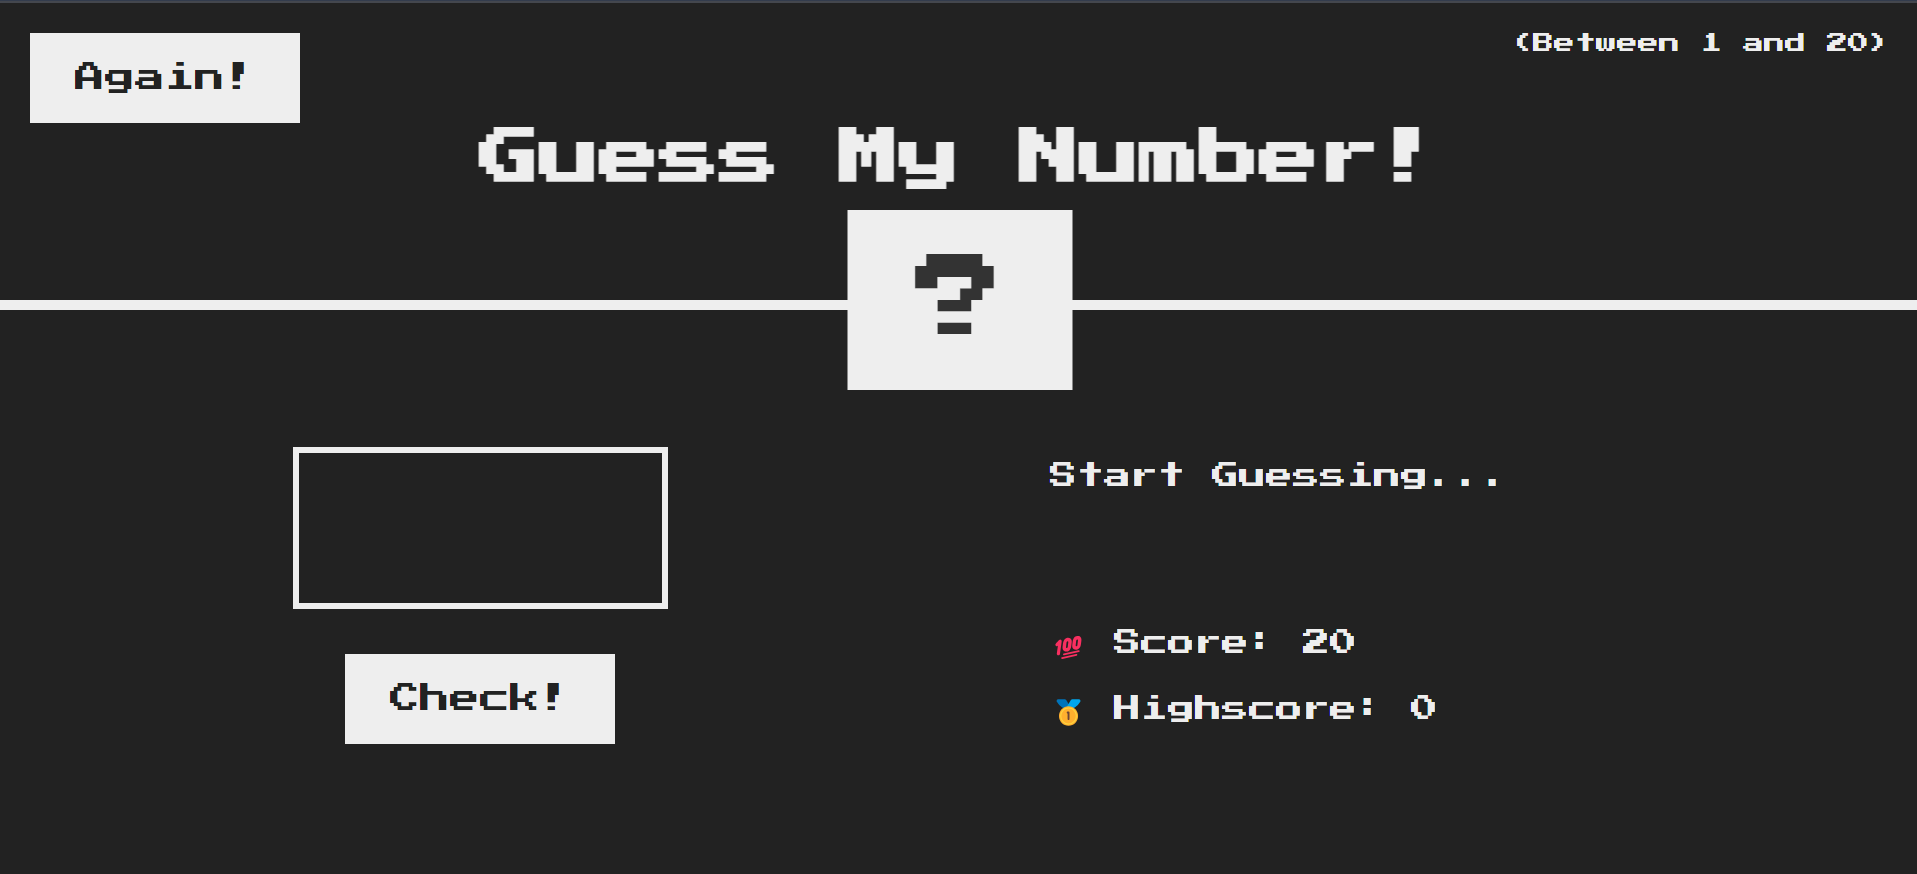 Again!
(Between 1 and 20)
Guess My Number!
?
Start Guessing...
💯 Score: 20
Check!
🥇 Highscore: 0